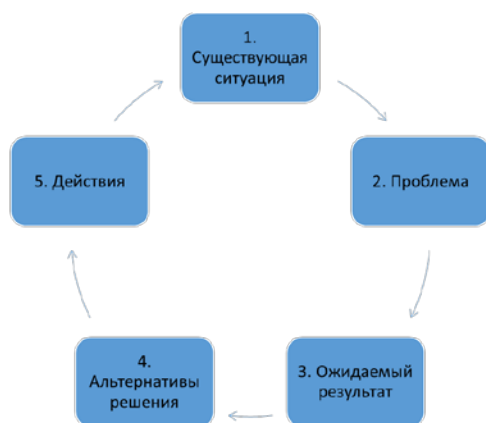 1.
Существующая
ситуация
2. Проблема
3. Ожидаемый
результат
4.
Альтернативы
решения
5. Действия